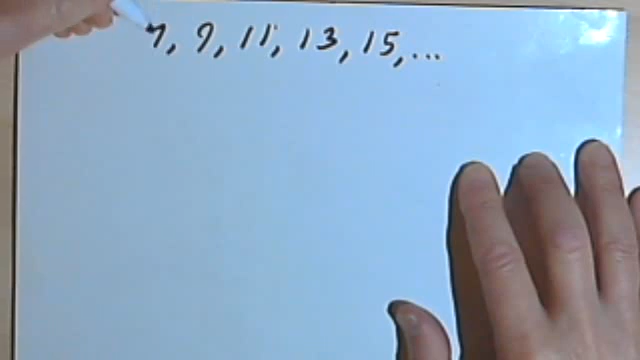 7, 9, 11, 13, 15, ...